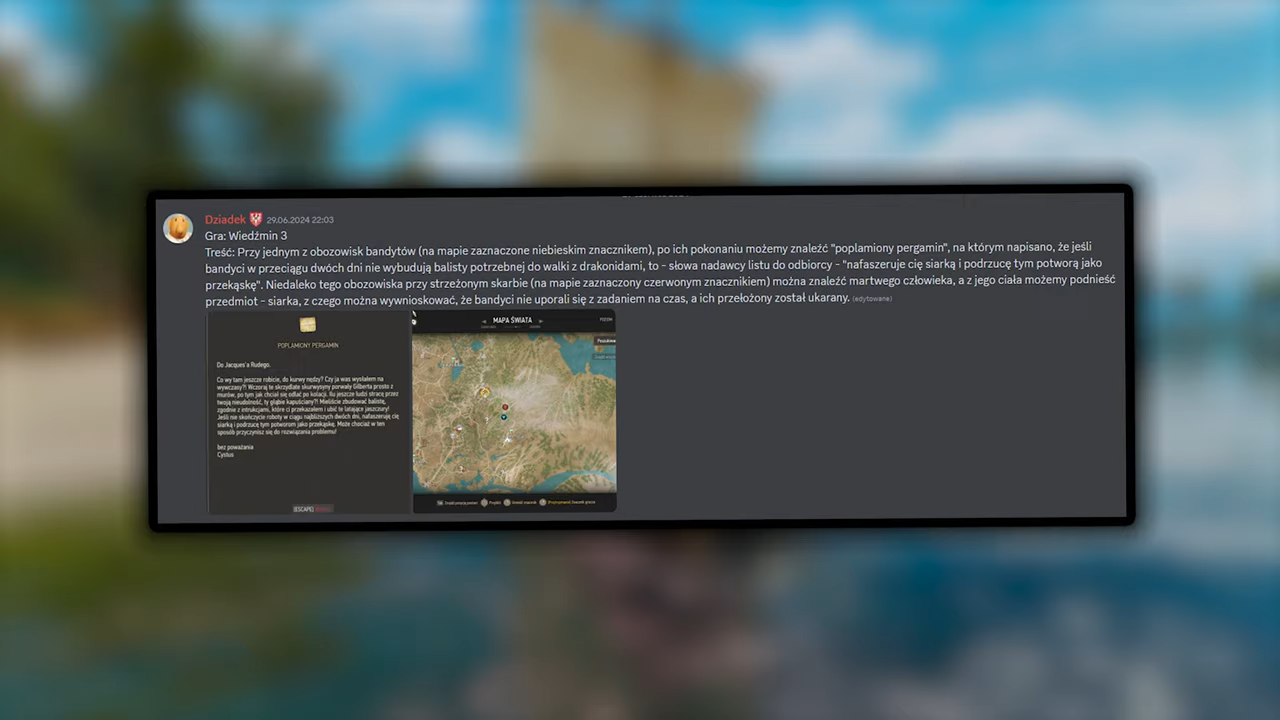 Dziadek 29.06.2024 22:03
Gra: Wiedźmin 3
Treść: Przy jednym z obozowisk bandytów (na mapie zaznaczone niebieskim znacznikiem), po ich pokonaniu możemy znaleźć "poplamiony pergamin", na którym napisano, że jeśli
bandyci w przeciągu dwóch dni nie wybudują balisty potrzebnej do walki z drakonidami, to - słowa nadawcy listu do odbiorcy - "nafaszeruje cię siarką i podrzucę tym potworą jako
przekąskę". Niedaleko tego obozowiska przy strzeżonym skarbie (na mapie zaznaczony czerwonym znacznikiem) można znaleźć martwego człowieka, a z jego ciała możemy podnieść
przedmiot - siarka, z czego można wywnioskować, że bandyci nie uporali się z zadaniem na czas, a ich przełożony został ukarany. (edytowane)
POPLAMIONY PERGAMIN
Do Jacques'a Rudego.
Co wy tam jeszcze robicie, do kurwy nędzy? Czy ja was wysłałem na
wywczasy?! Wczoraj te skrzydlate skurwysyny porwały Gilberta prosto z
murów, po tym jak chciał się odlać po kolacji. Ilu jeszcze ludzi stracę przez
twoją nieudolność, ty głąbie kapuściany?! Mieliście zbudować balistę,
zgodnie z intrukcjami, które ci przekazałem i ubić te latające jaszczury!
Jeśli nie skończycie roboty w ciągu najbliższych dwóch dni, nafaszeruję cię
siarką i podrzucę tym potworom jako przekąskę. Może chociaż w ten
sposób przyczynisz się do rozwiązania problemu!
bez poważania
Cystus
[ESCAPE]
MAPA ŚWIATA